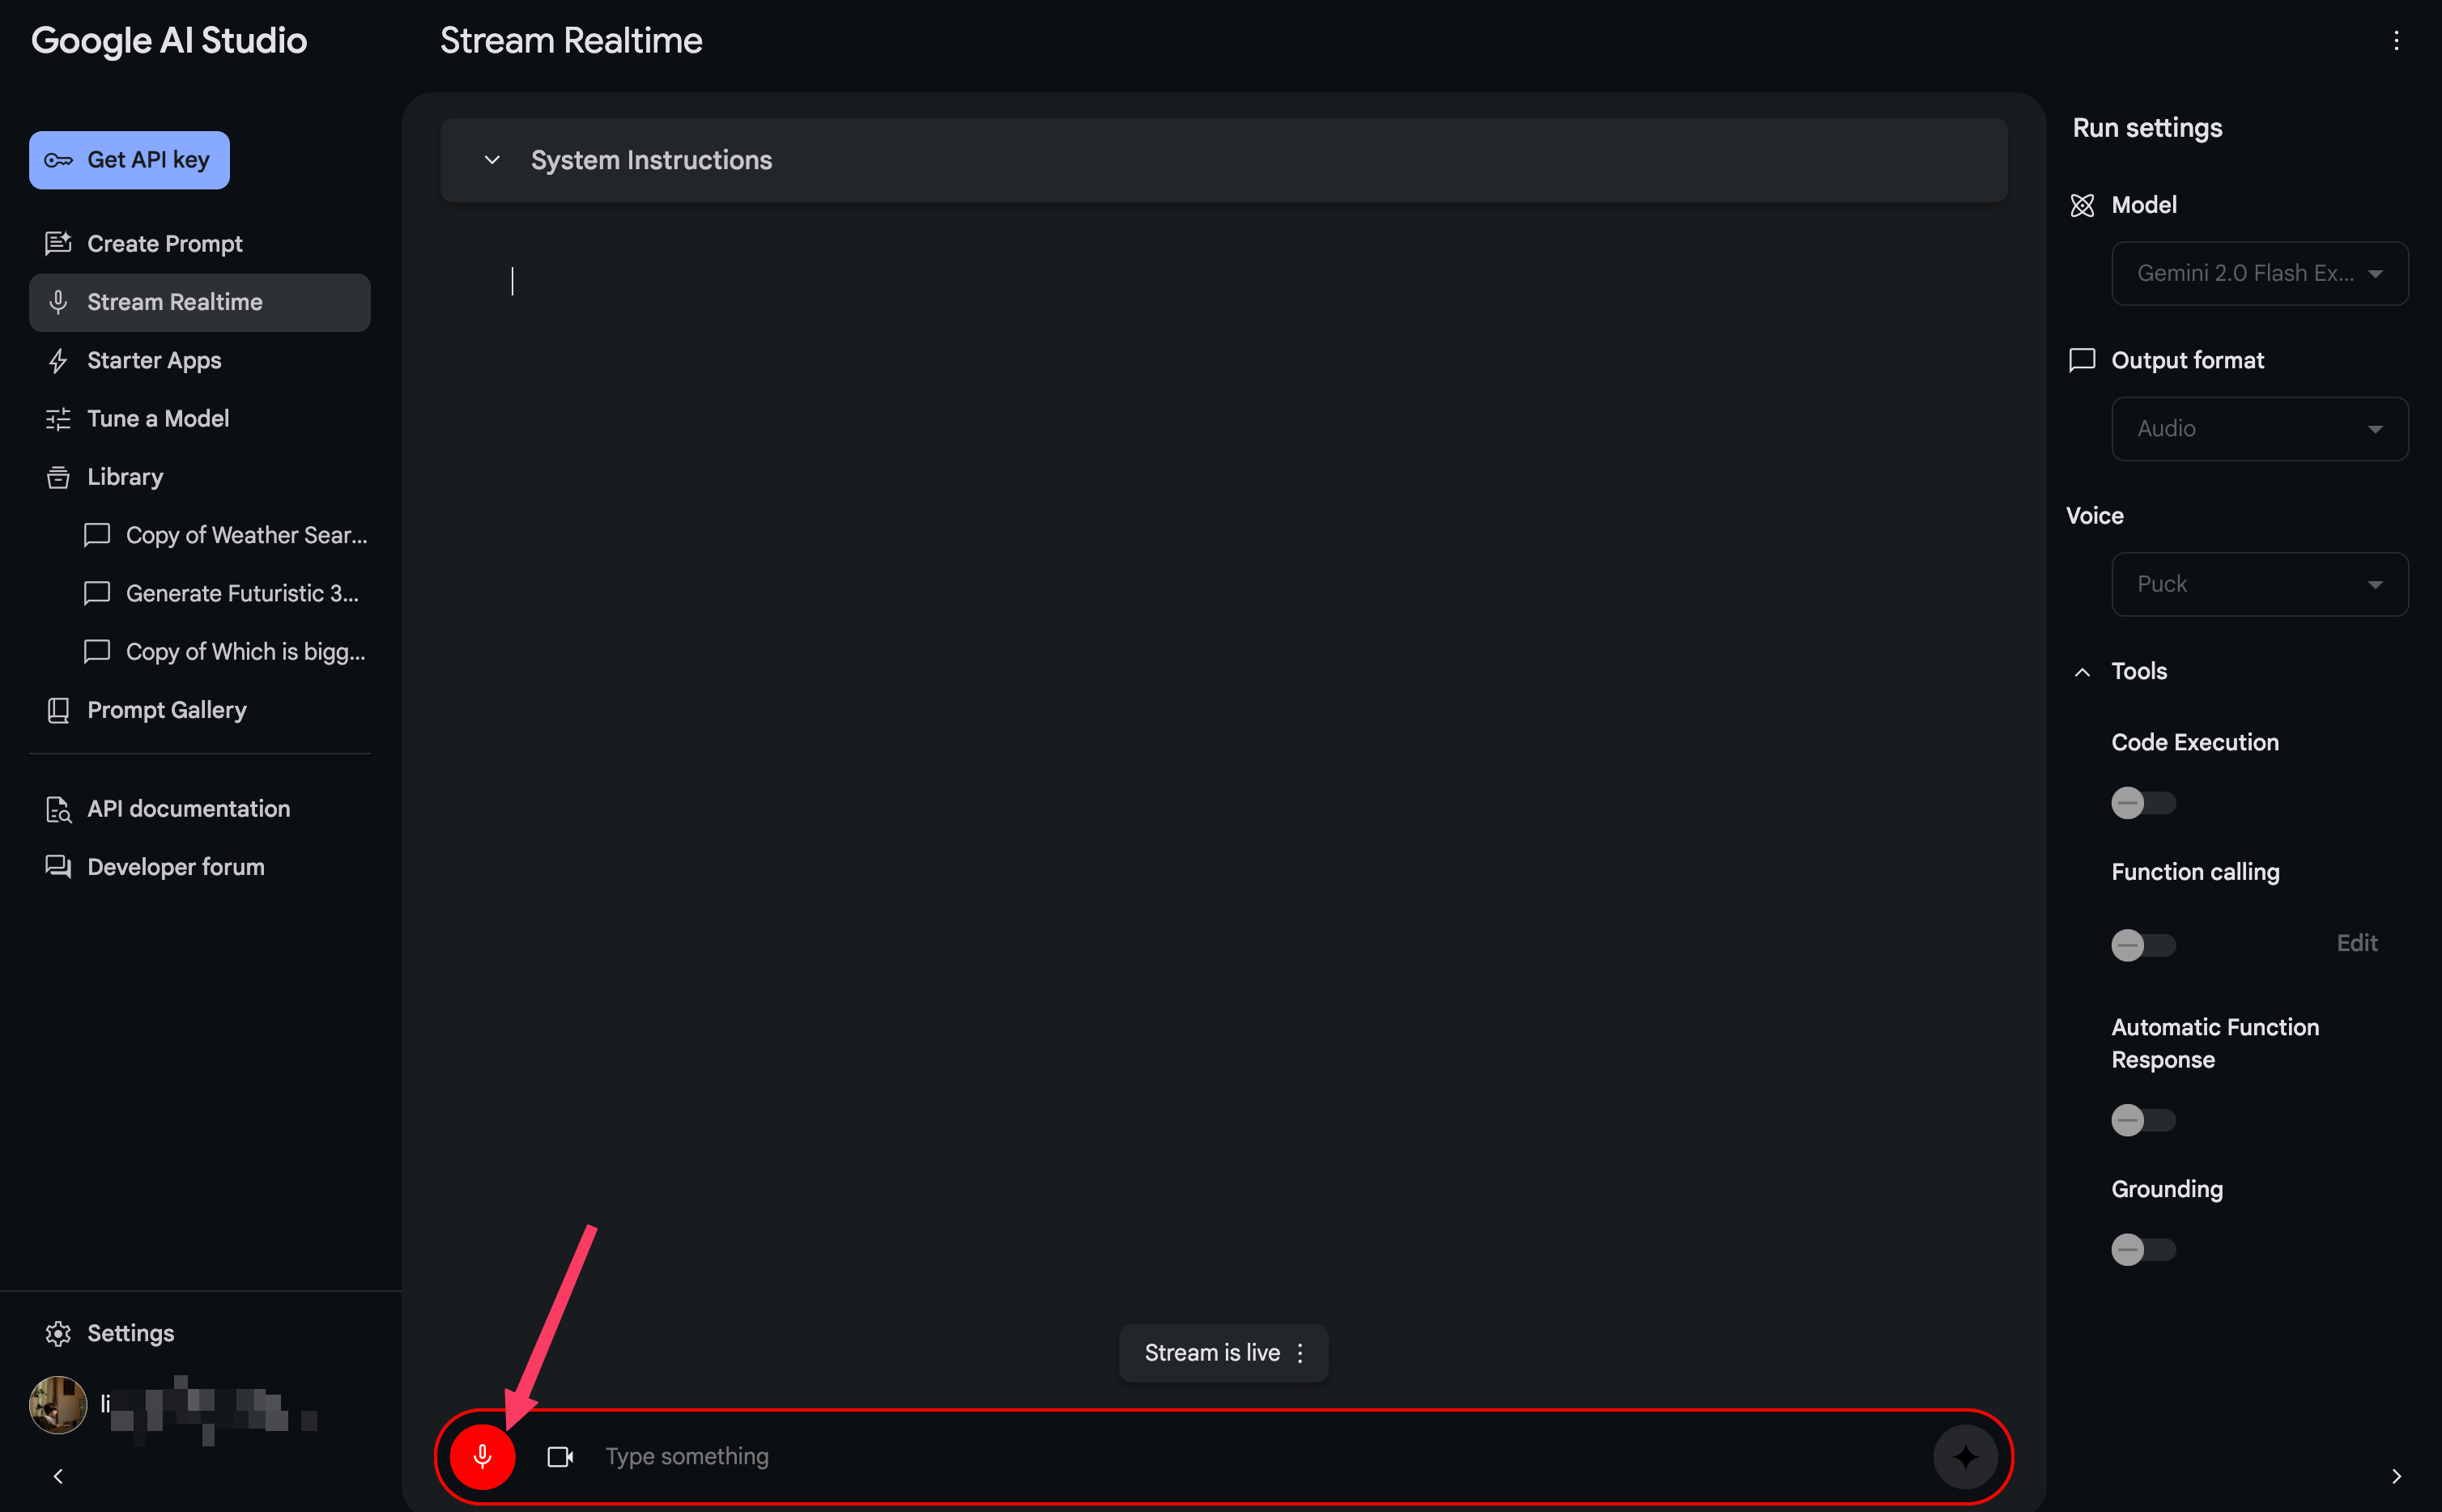 Google AI Studio
Stream Realtime
Get API key
Create Prompt
Stream Realtime
Starter Apps
Tune a Model
Library
Copy of Weather Sear...
Generate Futuristic 3...
Copy of Which is bigg...
Prompt Gallery
API documentation
Developer forum
Settings
li
System Instructions
Stream is live
Type something
Run settings
Model
Gemini 2.0 Flash Ex...
Output format
Audio
Voice
Puck
Tools
Code Execution
Function calling
Edit
Automatic Function
Response
Grounding